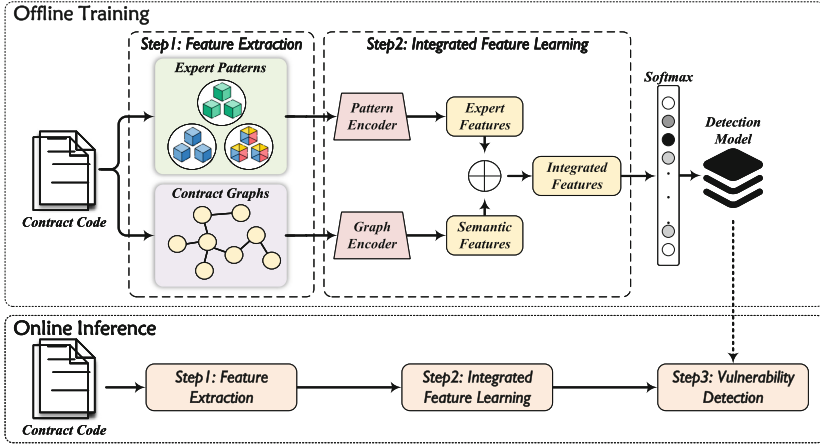 Offline Training
Step1: Feature Extraction
Step2: Integrated Feature Learning
Expert Patterns
Contract Graphs
Contract Code
Pattern
Encoder
Graph
Encoder
Expert
Features
Semantic
Features
Integrated
Features
Softmax
Detection
Model
Online Inference
Contract Code
Step1: Feature
Extraction
Step2: Integrated
Feature Learning
Step3: Vulnerability
Detection